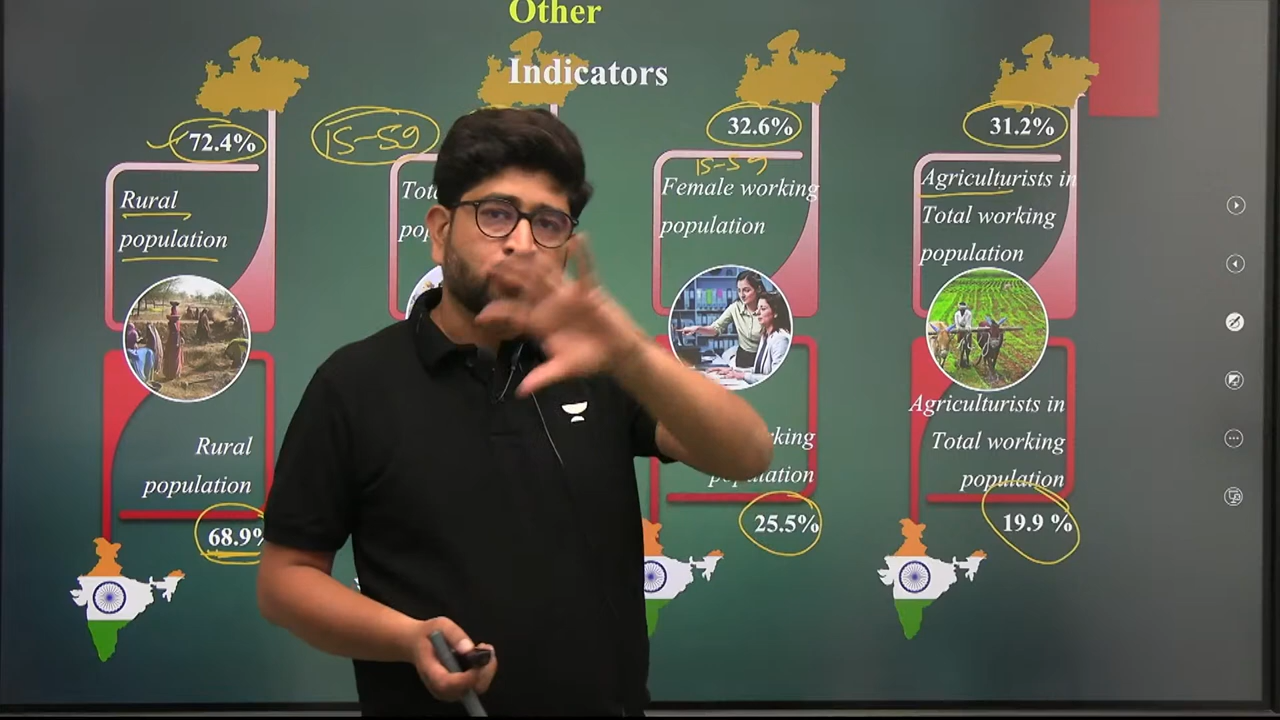 Other
Indicators
72.4%
15-59
32.6%
31.2%
Rural
population
15-59
Female working
population
Agriculturists in
Total working
population
Rural
population
68.9%
population
25.5%
Agriculturists in
Total working
population
19.9 %